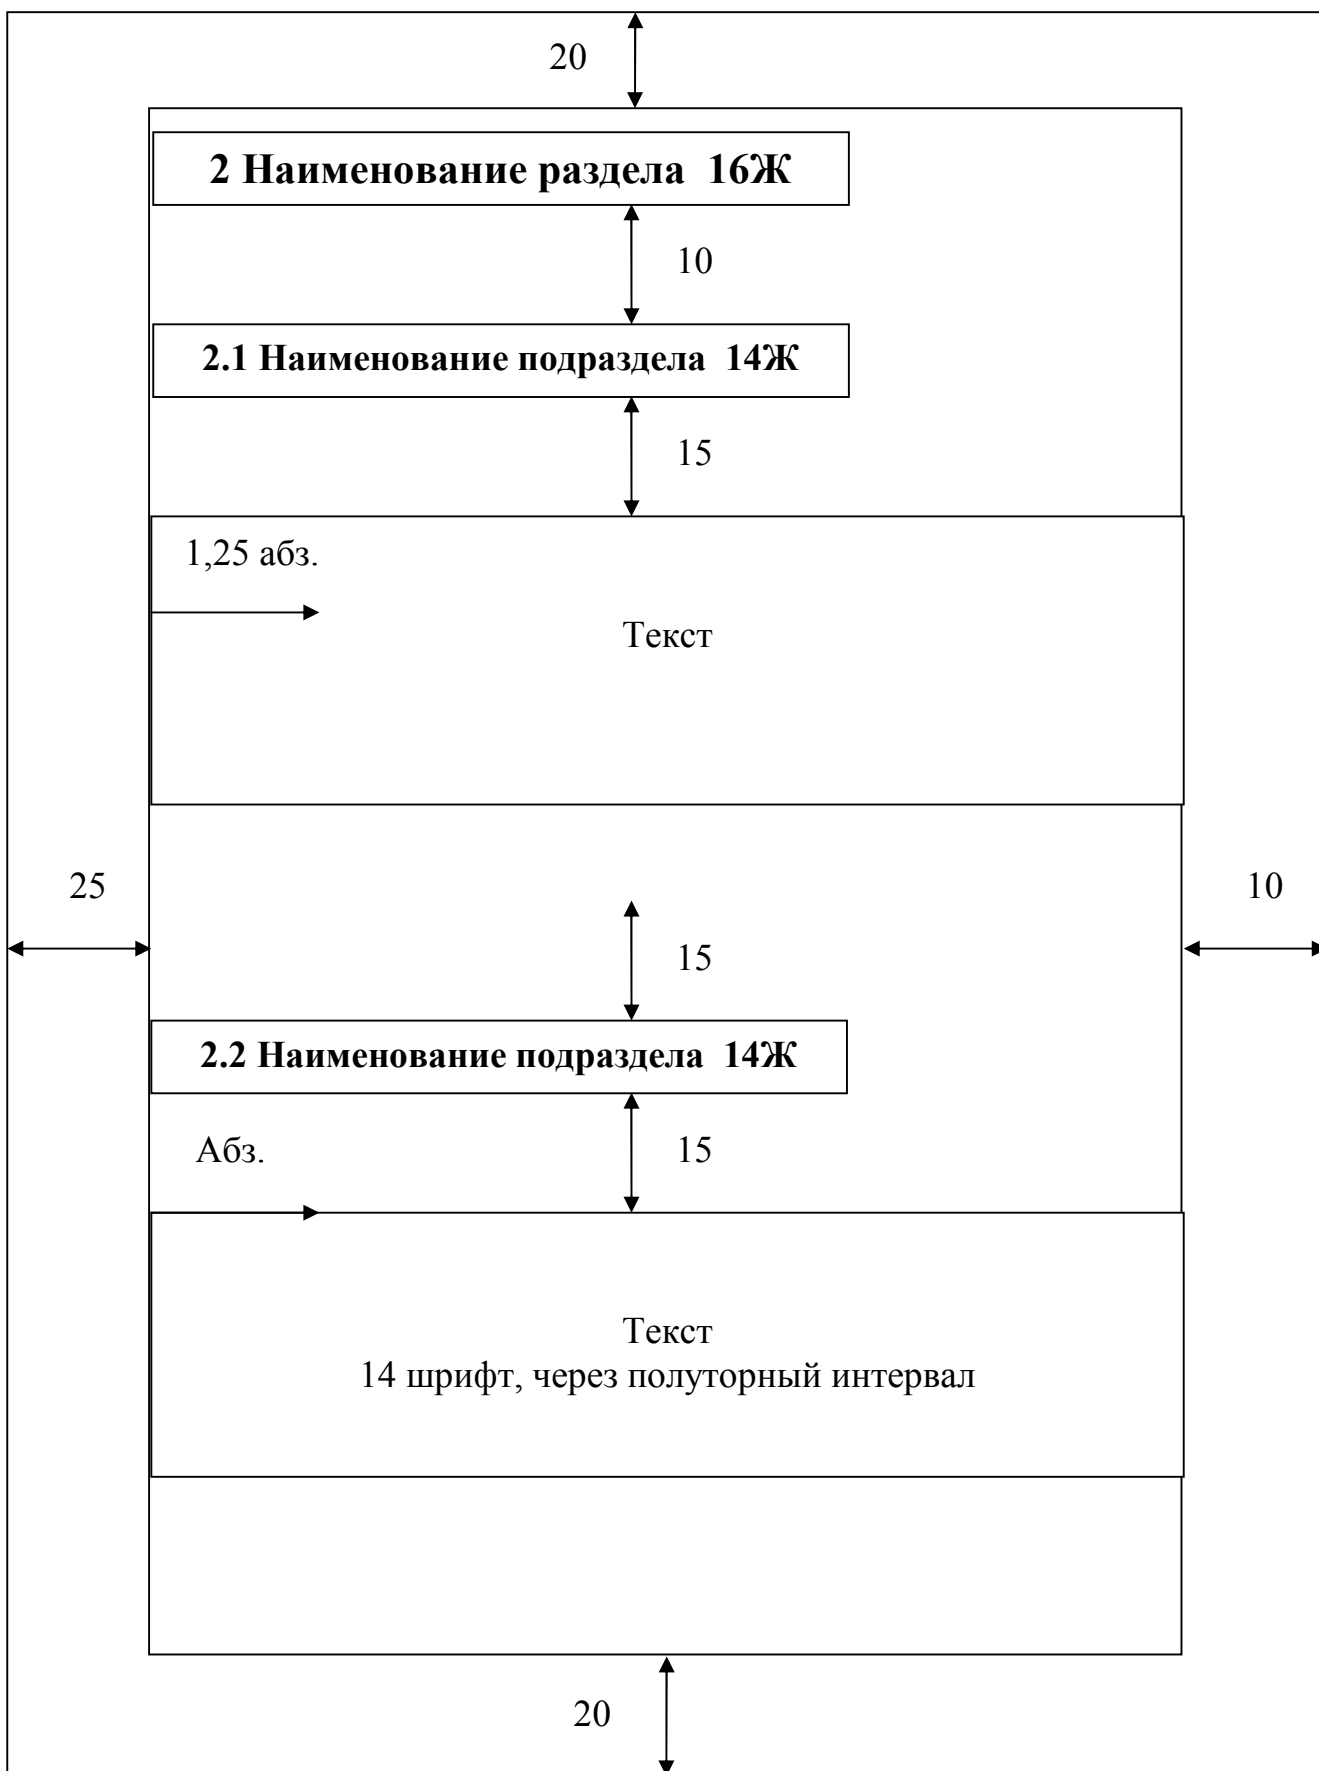 20
2 Наименование раздела 16Ж
10
2.1 Наименование подраздела 14Ж
15
1,25 абз.
Текст
25
10
15
2.2 Наименование подраздела 14Ж
Абз.
15
Текст
14 шрифт, через полуторный интервал
20